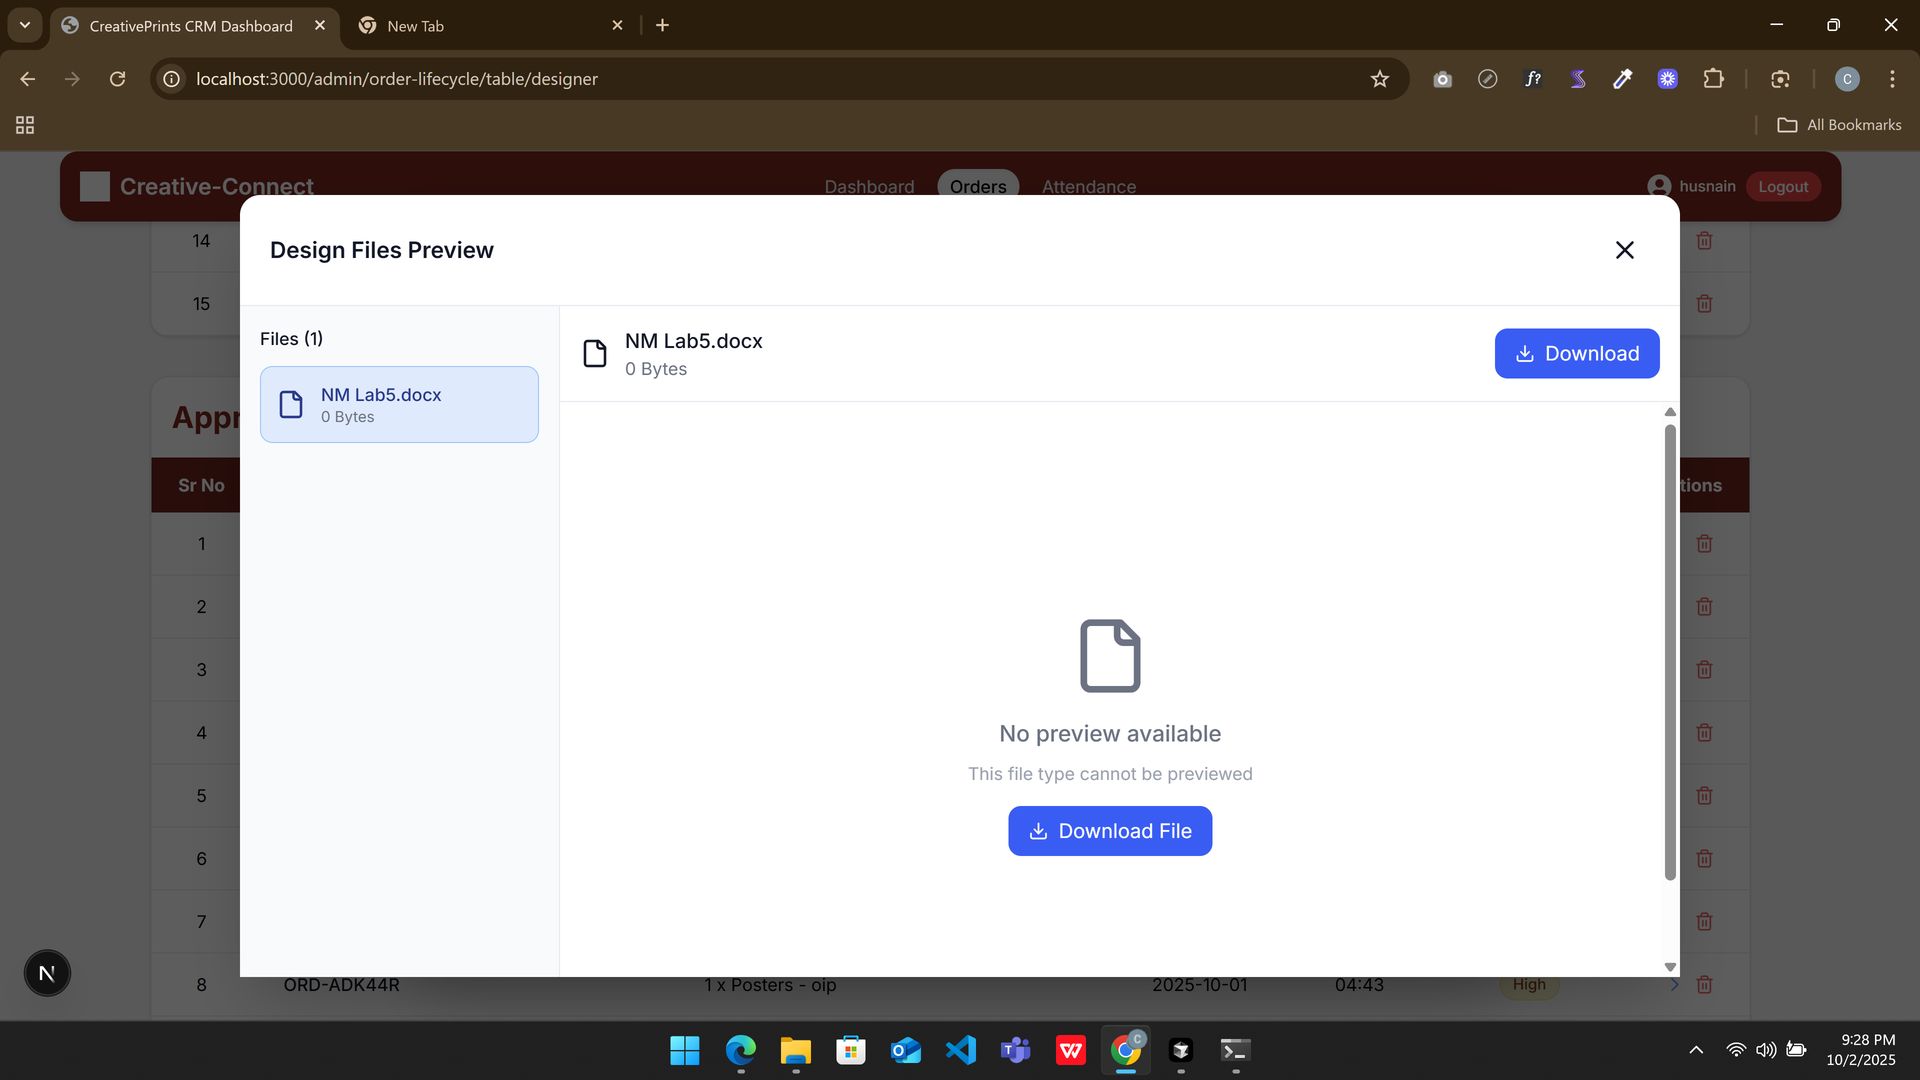 CreativePrints CRM Dashboard
New Tab
localhost:3000/admin/order-lifecycle/table/designer
f?
C
All Bookmarks
Creative-Connect
Dashboard
Orders
Attendance
husnain
Logout
14
15
Design Files Preview
Files (1)
NM Lab5.docx
0 Bytes
NM Lab5.docx
0 Bytes
Download
No preview available
This file type cannot be previewed
Download File
Appr
Sr No
tions
1
2
3
4
5
6
7
8 ORD-ADK44R 1 x Posters - oip 2025-10-01 04:43 High
N
C
9:28 PM
10/2/2025